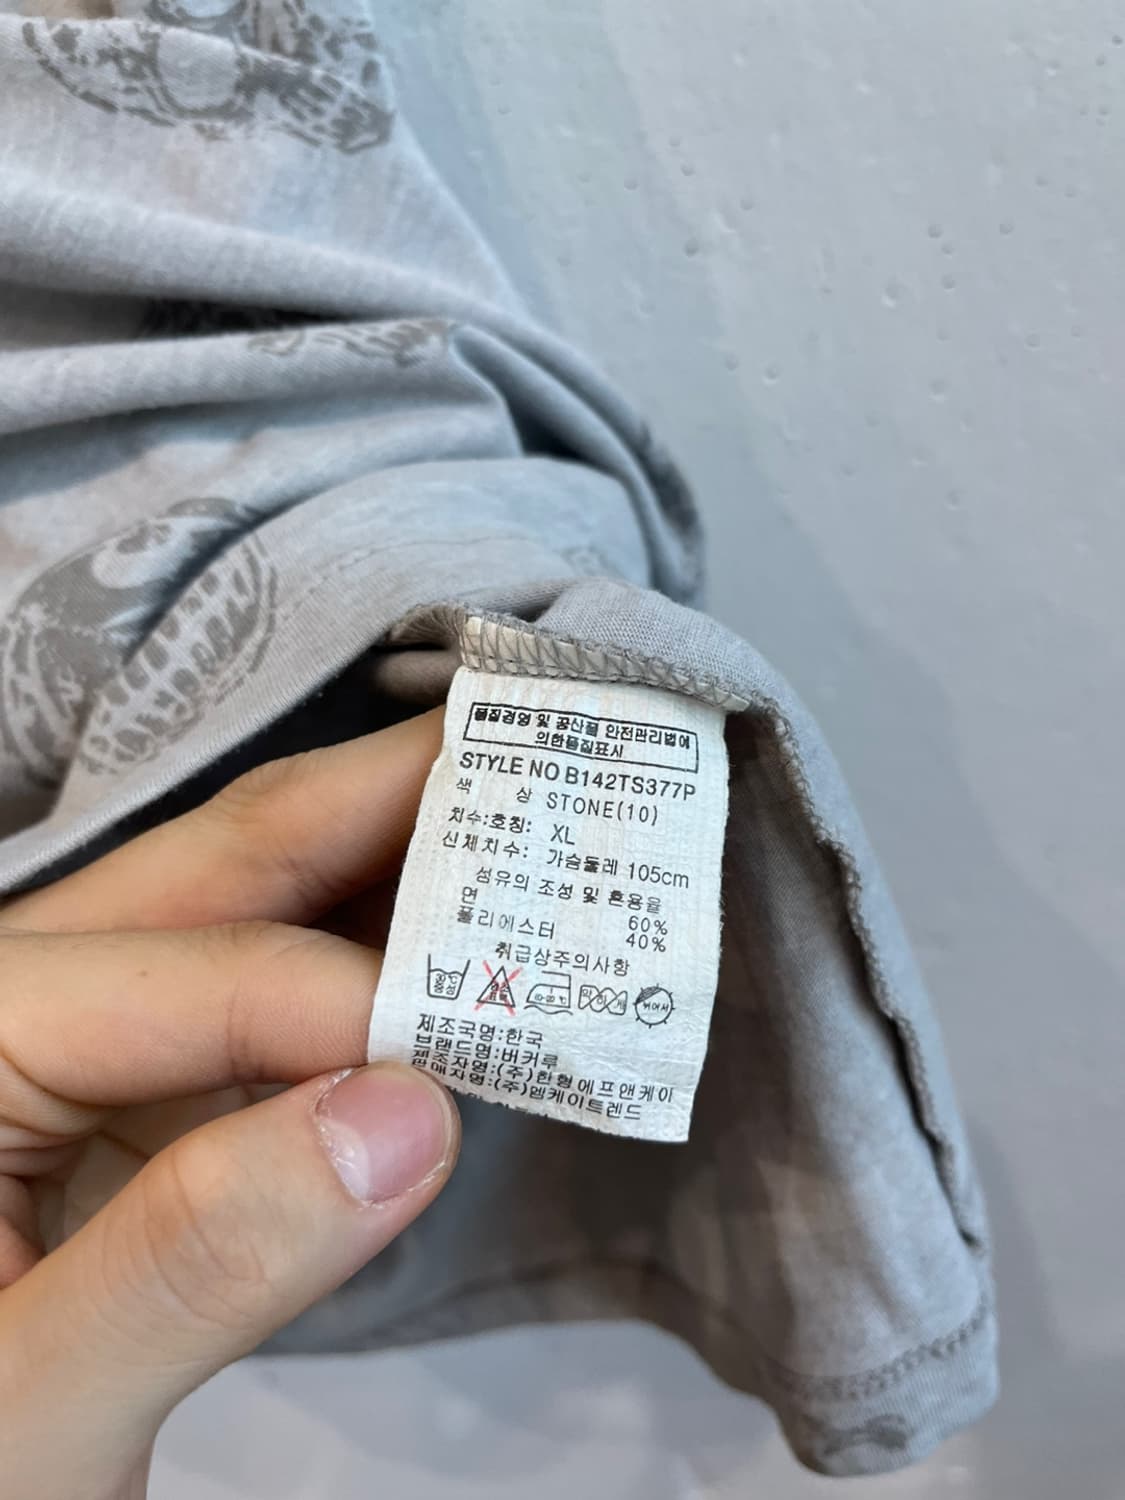 품질경영 및 공산품 안전관리법에
의한품질표시
STYLE NO B142TS377P
색 상 STONE(10)
치수:호칭: XL
신체치수: 가슴둘레 105cm
섬유의 조성 및 혼용율
면 60%
폴리에스터 40%
취급상주의사항
제조국명:한국
브랜드명:버커루
제조자명:(주)한형에프앤케이
판매자명:(주)엠케이트렌드